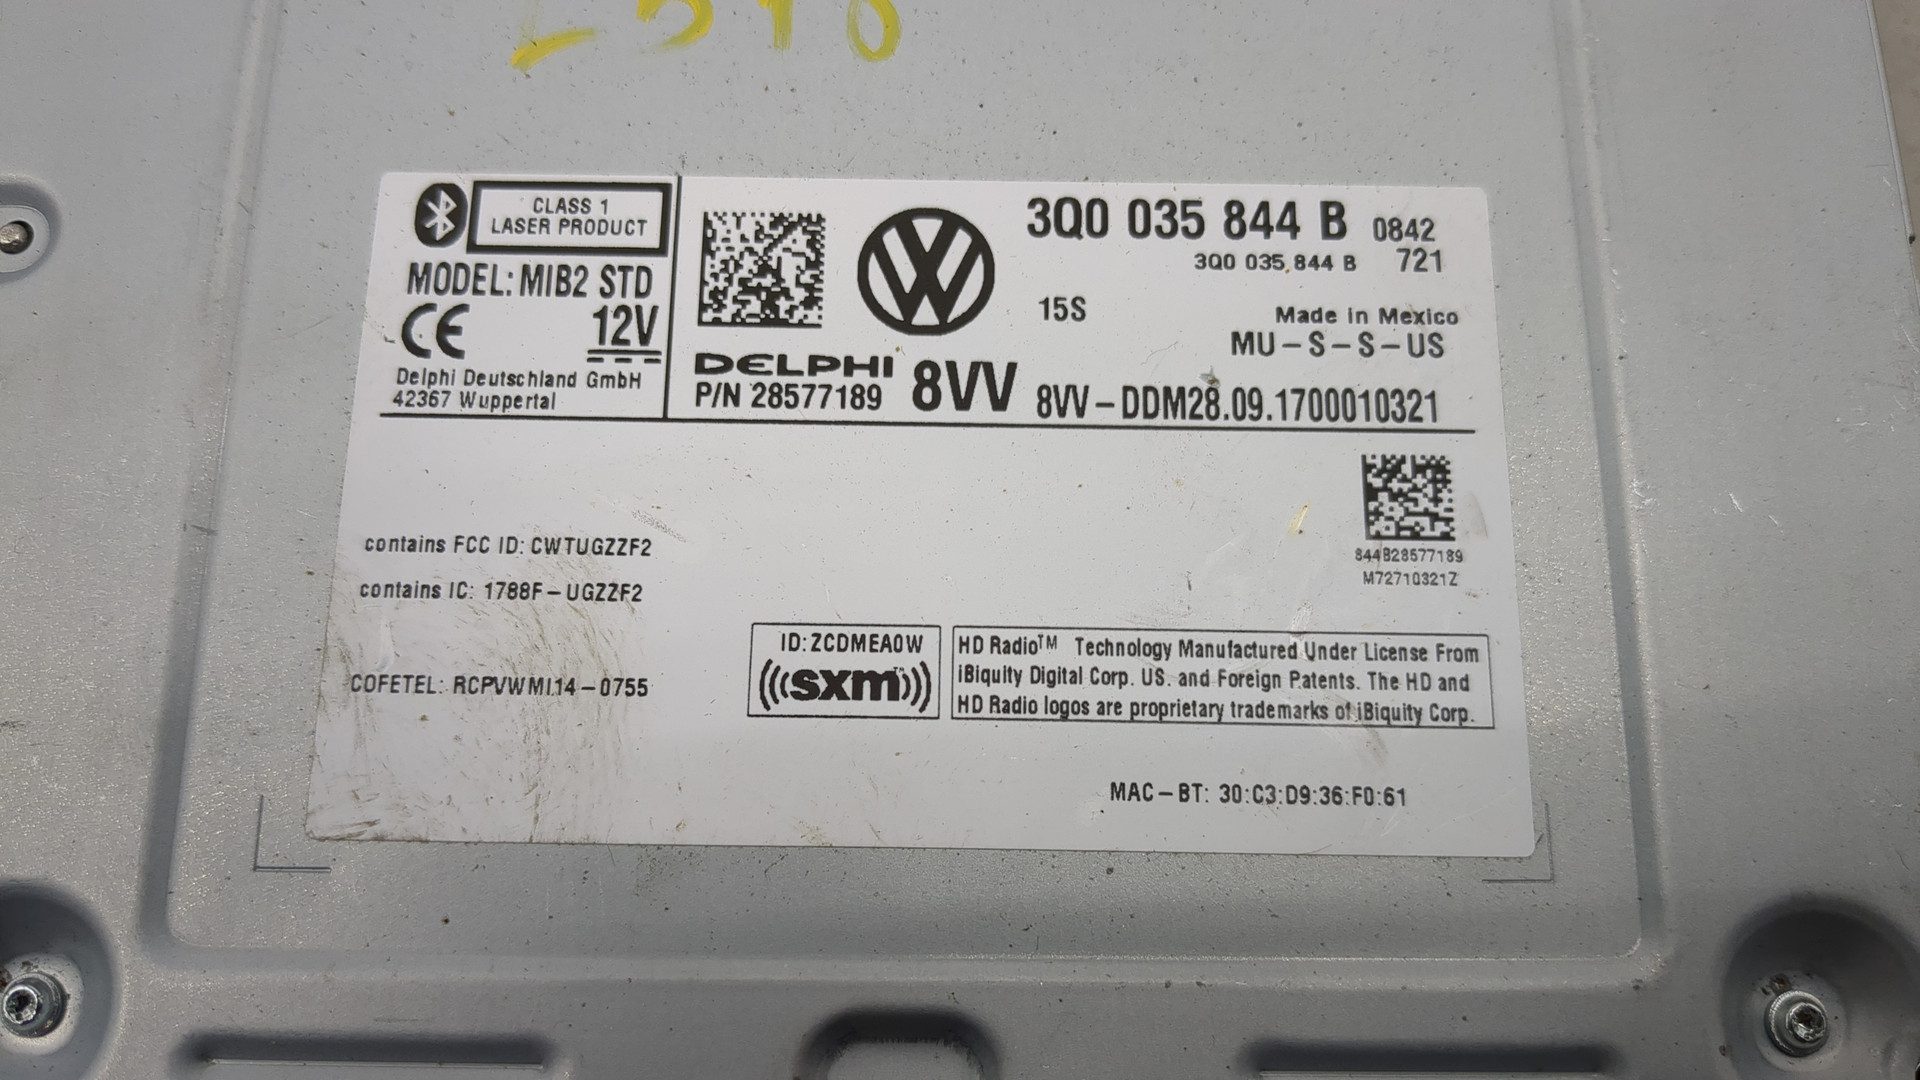 CLASS 1
LASER PRODUCT
MODEL: MIB2 STD
CE 12V
Delphi Deutschland GmbH
42367 Wuppertal
3Q0 035 844 B 0842
3Q0 035 844 B 721
15S
Made in Mexico
MU-S-S-US
DELPHI
P/N 28577189
8VV
8VV-DDM28.09.1700010321
844B28577189
M72710321Z
contains FCC ID: CWTUGZZF2
contains IC: 1788F-UGZZF2
COFETEL: RCPVWMI14-0755
ID:ZCDMEA0W
sxm™
HD Radio™ Technology Manufactured Under License From
iBiquity Digital Corp. US. and Foreign Patents. The HD and
HD Radio logos are proprietary trademarks of iBiquity Corp.
MAC-BT: 30:C3:D9:36:F0:61